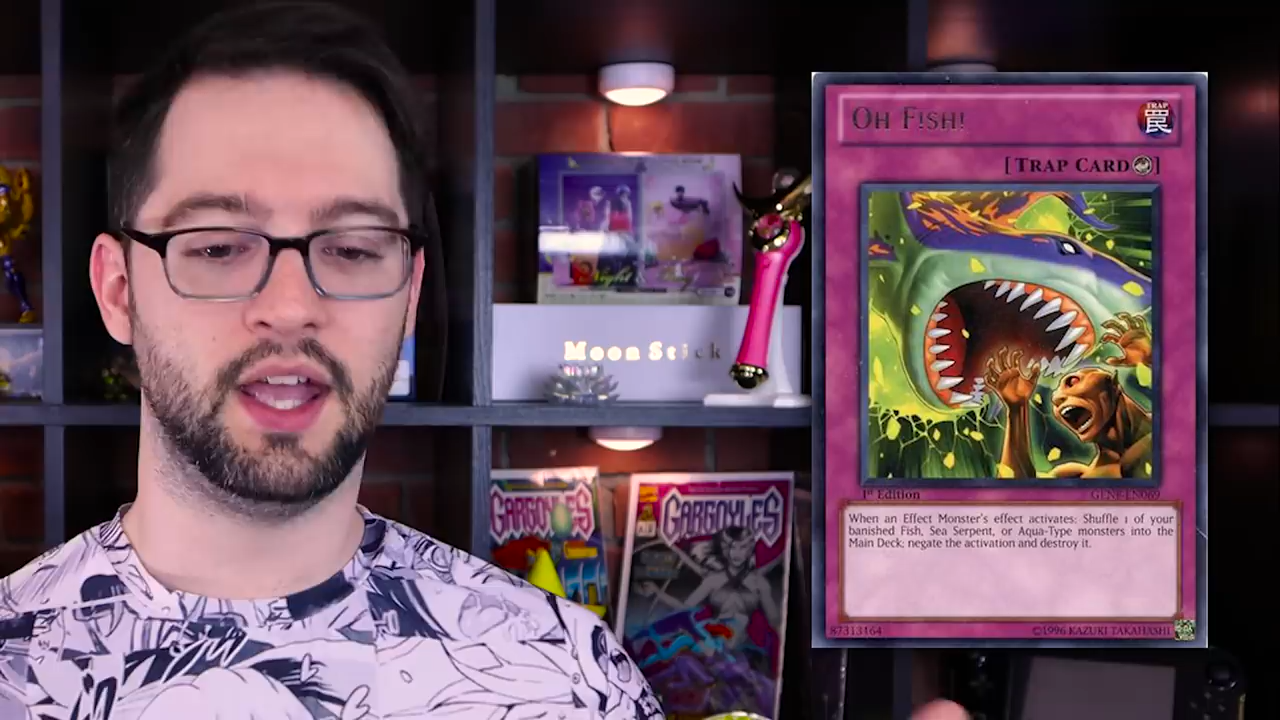 OH F!SH!
TRAP
罠
[TRAP CARD]
Moon Stick
1st Edition
GENF-EN069
GARGOYLES
GARGOYLES
When an Effect Monster's effect activates: Shuffle 1 of your
banished Fish, Sea Serpent, or Aqua-Type monsters into the
Main Deck; negate the activation and destroy it.
87313164
©1996 KAZUKI TAKAHASHI